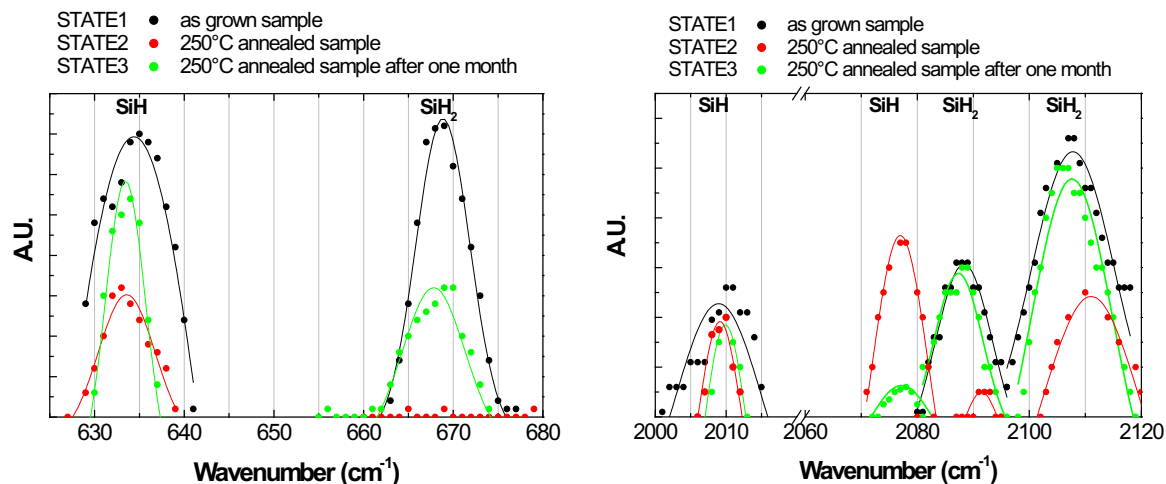 STATE1 as grown sample
STATE2 250°C annealed sample
STATE3 250°C annealed sample after one month
SiH SiH2
A.U.
630 640 650 660 670 680
Wavenumber (cm-1)
STATE1 as grown sample
STATE2 250°C annealed sample
STATE3 250°C annealed sample after one month
SiH SiH SiH2 SiH2
A.U.
2000 2010 2060 2080 2100 2120
Wavenumber (cm-1)